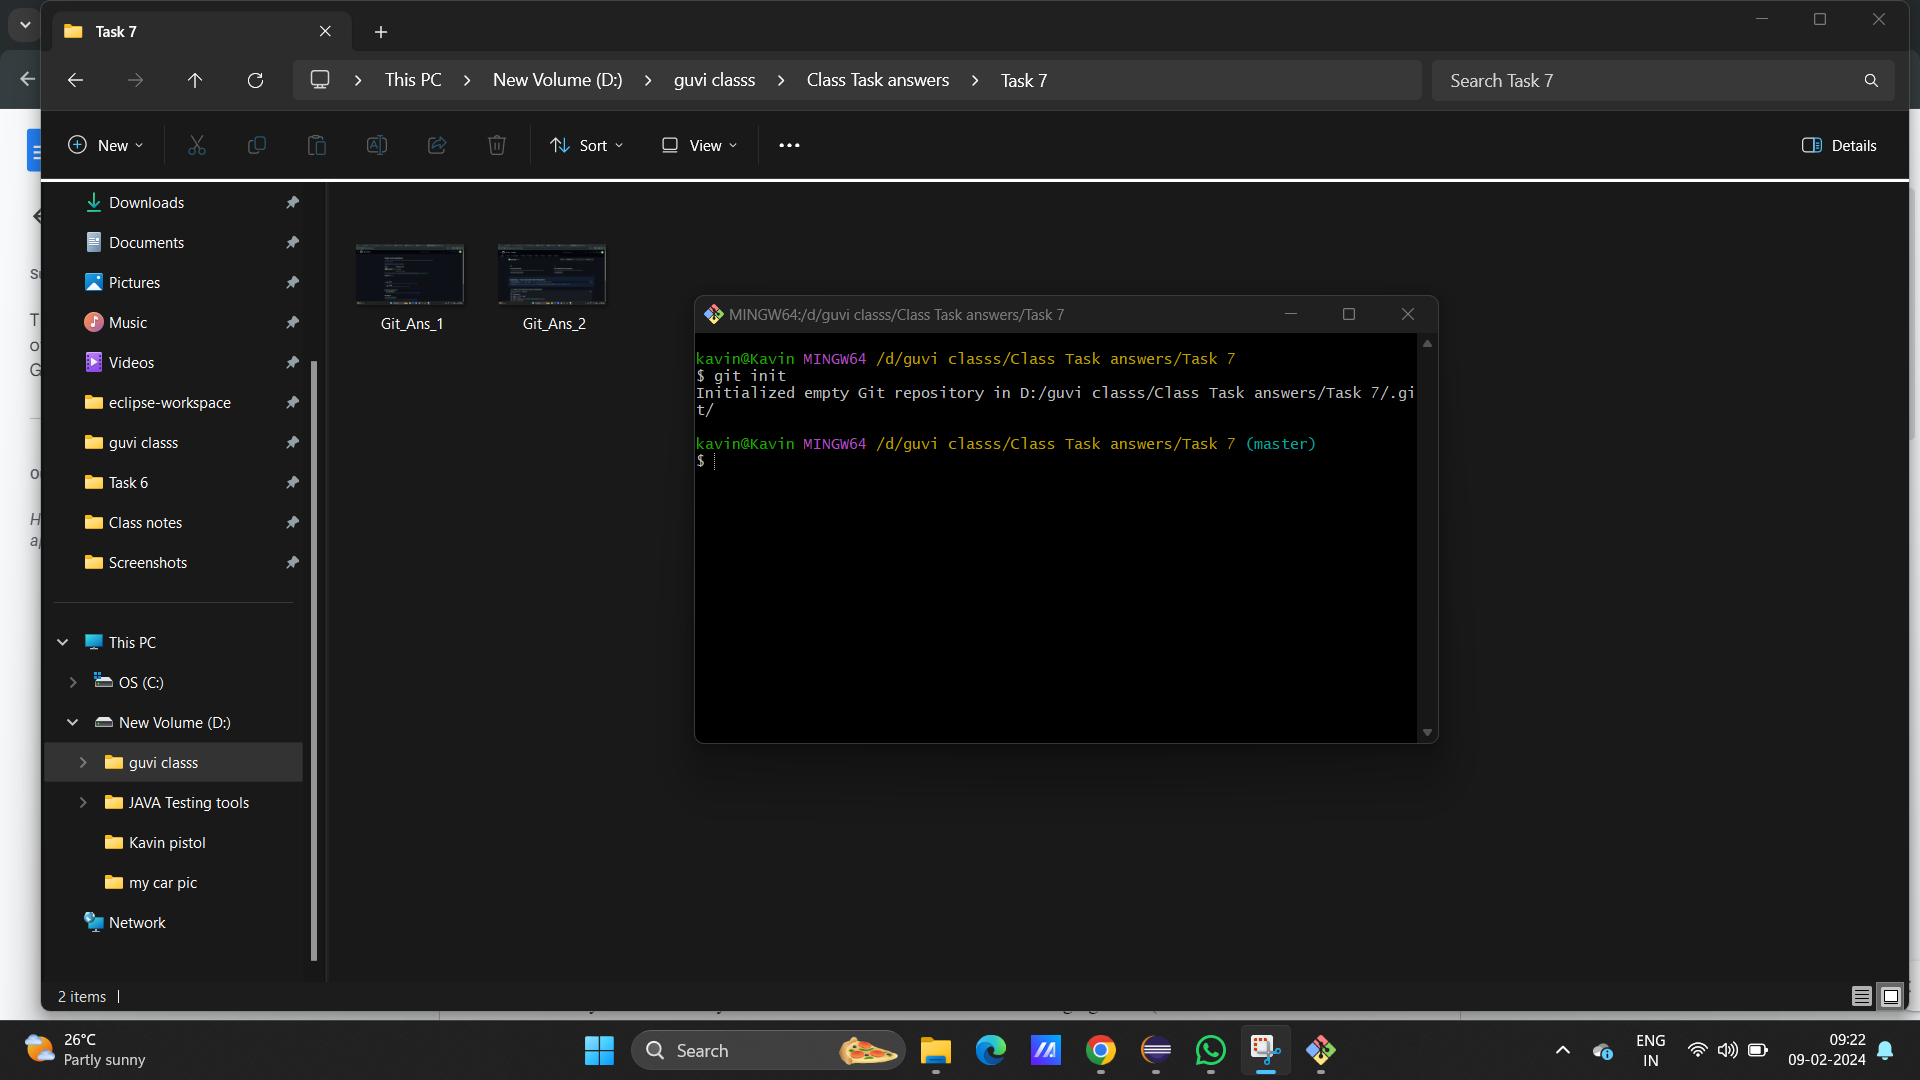 Task 7
This PC
New Volume (D:)
guvi classs
Class Task answers
Task 7
Search Task 7
New
Sort
View
Details
Downloads
Documents
Pictures
Music
Videos
eclipse-workspace
guvi classs
Task 6
Class notes
Screenshots
This PC
OS (C:)
New Volume (D:)
guvi classs
JAVA Testing tools
Kavin pistol
my car pic
Network
Git_Ans_1
Git_Ans_2
MINGW64:/d/guvi classs/Class Task answers/Task 7
kavin@Kavin MINGW64 /d/guvi classs/Class Task answers/Task 7
$ git init
Initialized empty Git repository in D:/guvi classs/Class Task answers/Task 7/.gi
t/
kavin@Kavin MINGW64 /d/guvi classs/Class Task answers/Task 7 (master)
$
2 items
26°C
Partly sunny
Search
ENG
IN
09:22
09-02-2024